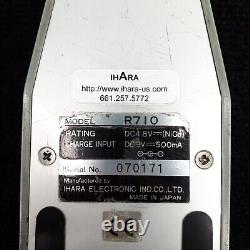 IHARA
http://www.ihara-us.com
661.257.5772
MODEL R710
RATING DC4.8V (NiCd)
CHARGE INPUT DC9V 500mA
Serial No. 070171
Manufactured by
IHARA ELECTRONIC IND.CO.,LTD.
MADE IN JAPAN